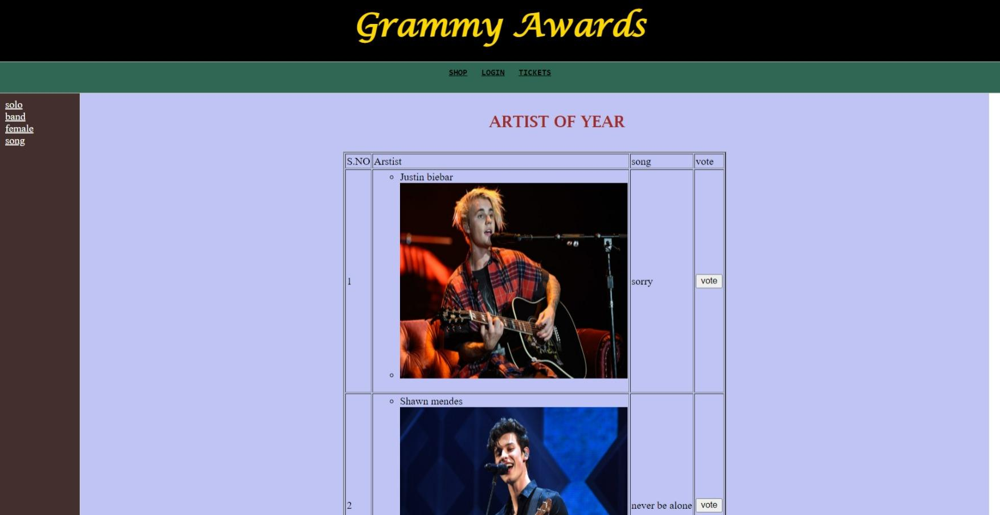 Grammy Awards
SHOP LOGIN TICKETS
solo
band
female
song
ARTIST OF YEAR
S.NO Arstist song vote
Justin biebar
1 sorry vote
Shawn mendes
2 never be alone vote